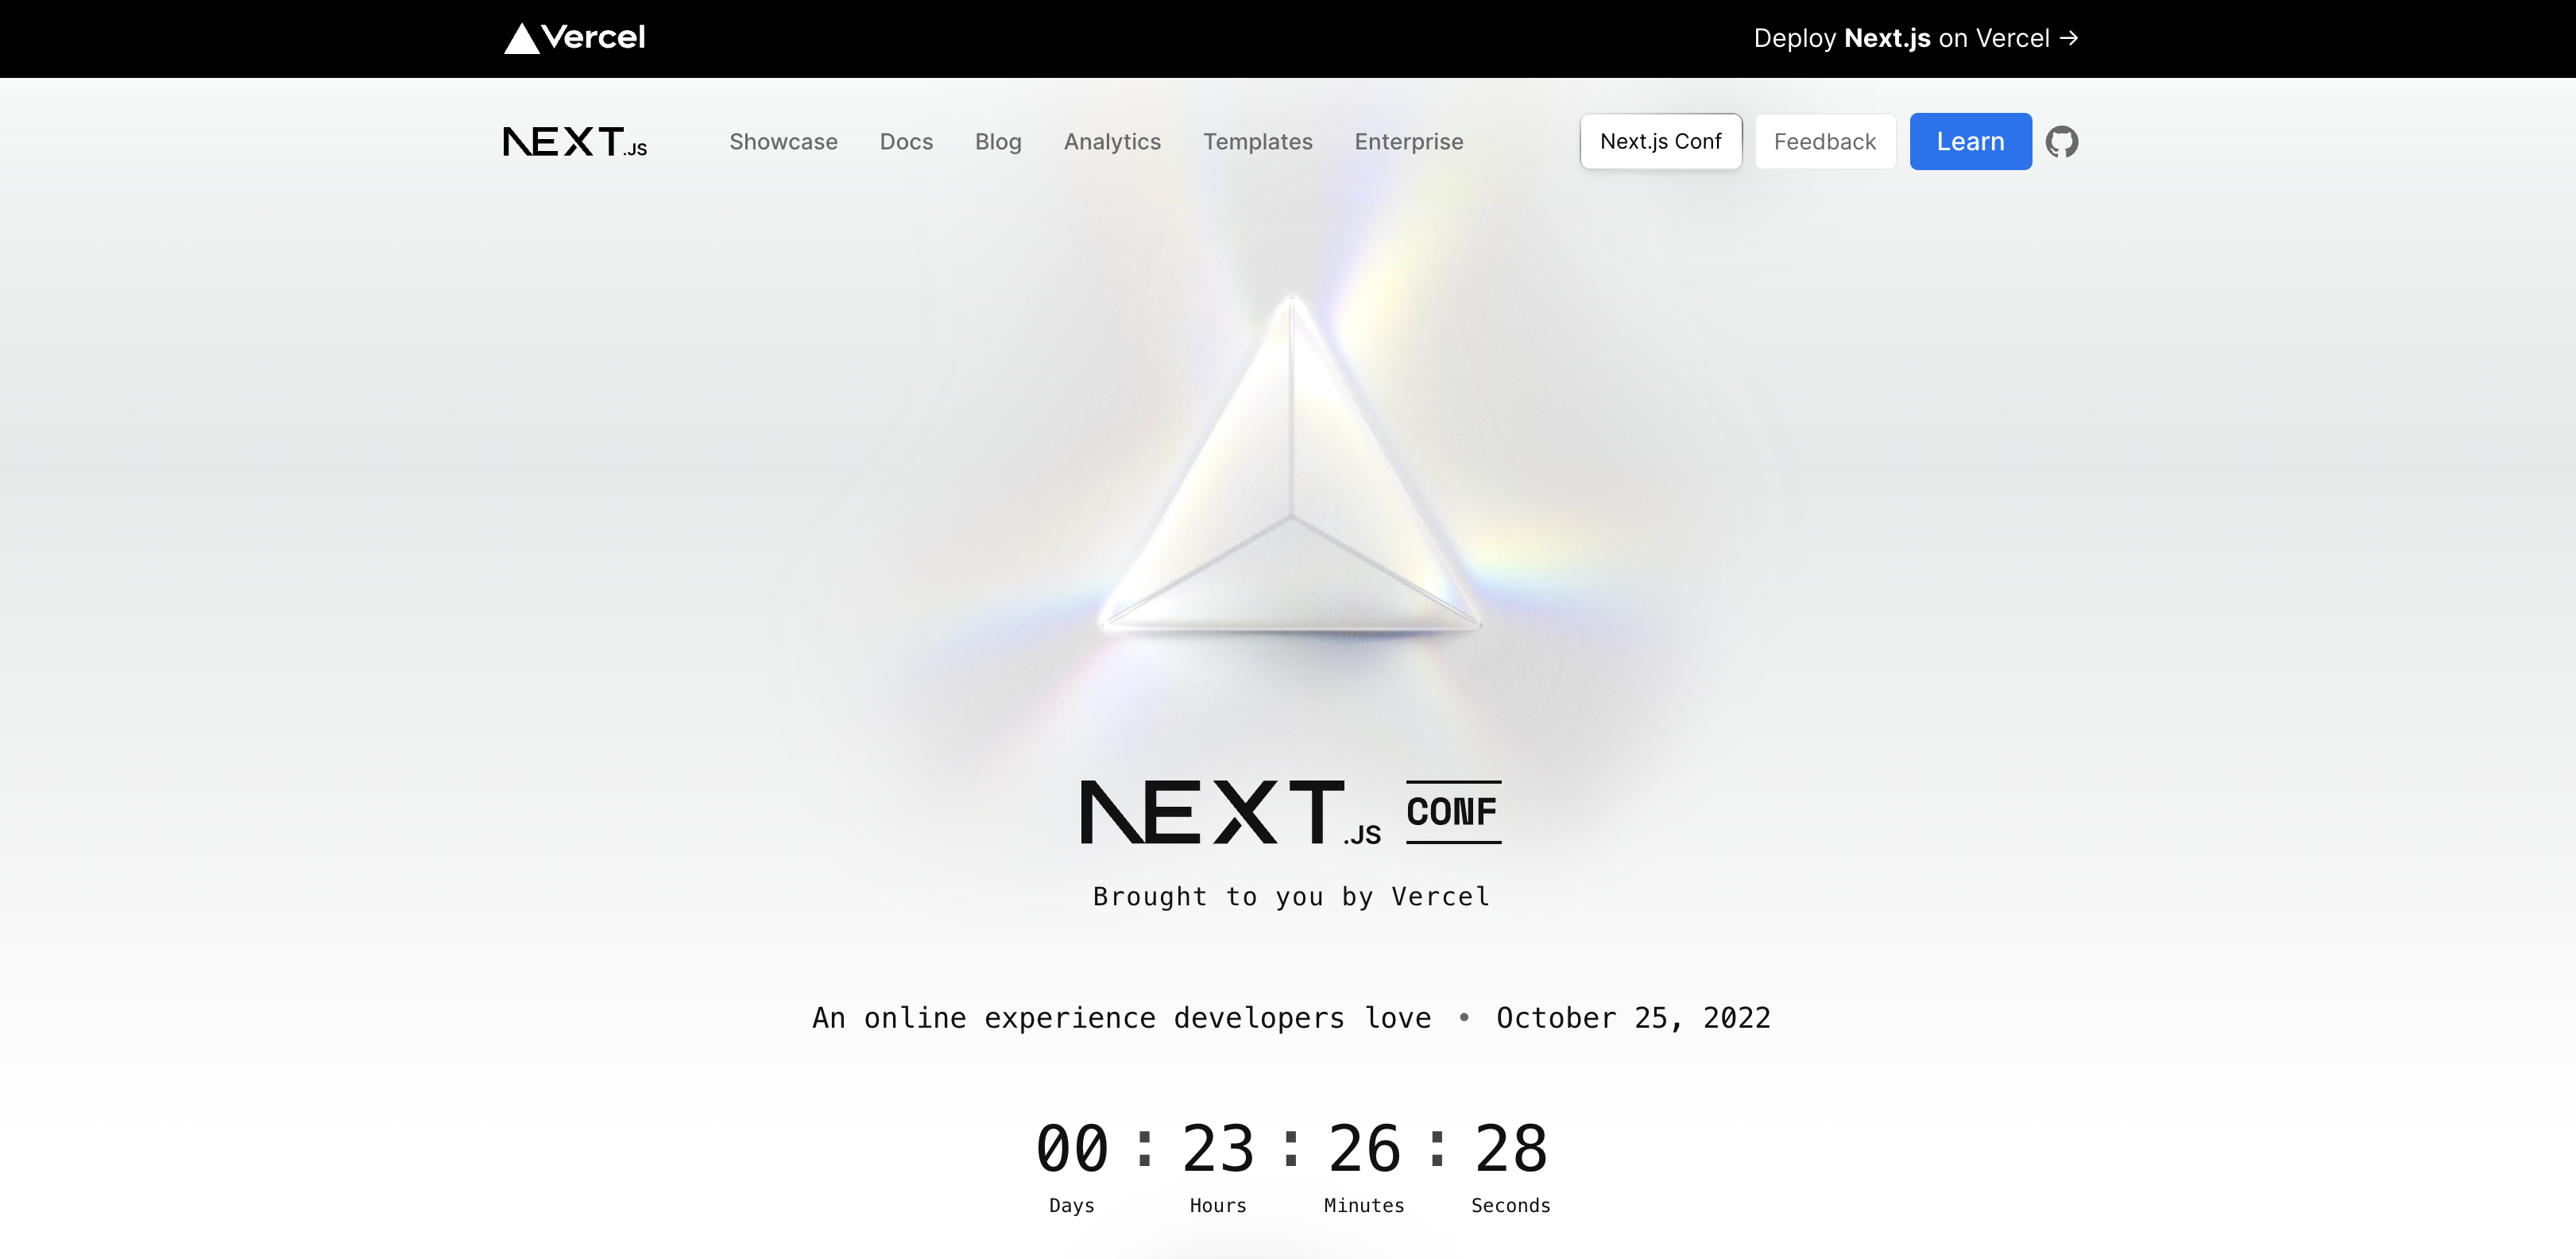 Vercel
Deploy Next.js on Vercel →
NEXT.JS
Showcase Docs Blog Analytics Templates Enterprise
Next.js Conf Feedback Learn
NEXT.JS CONF
Brought to you by Vercel
An online experience developers love • October 25, 2022
00 : 23 : 26 : 28
Days Hours Minutes Seconds